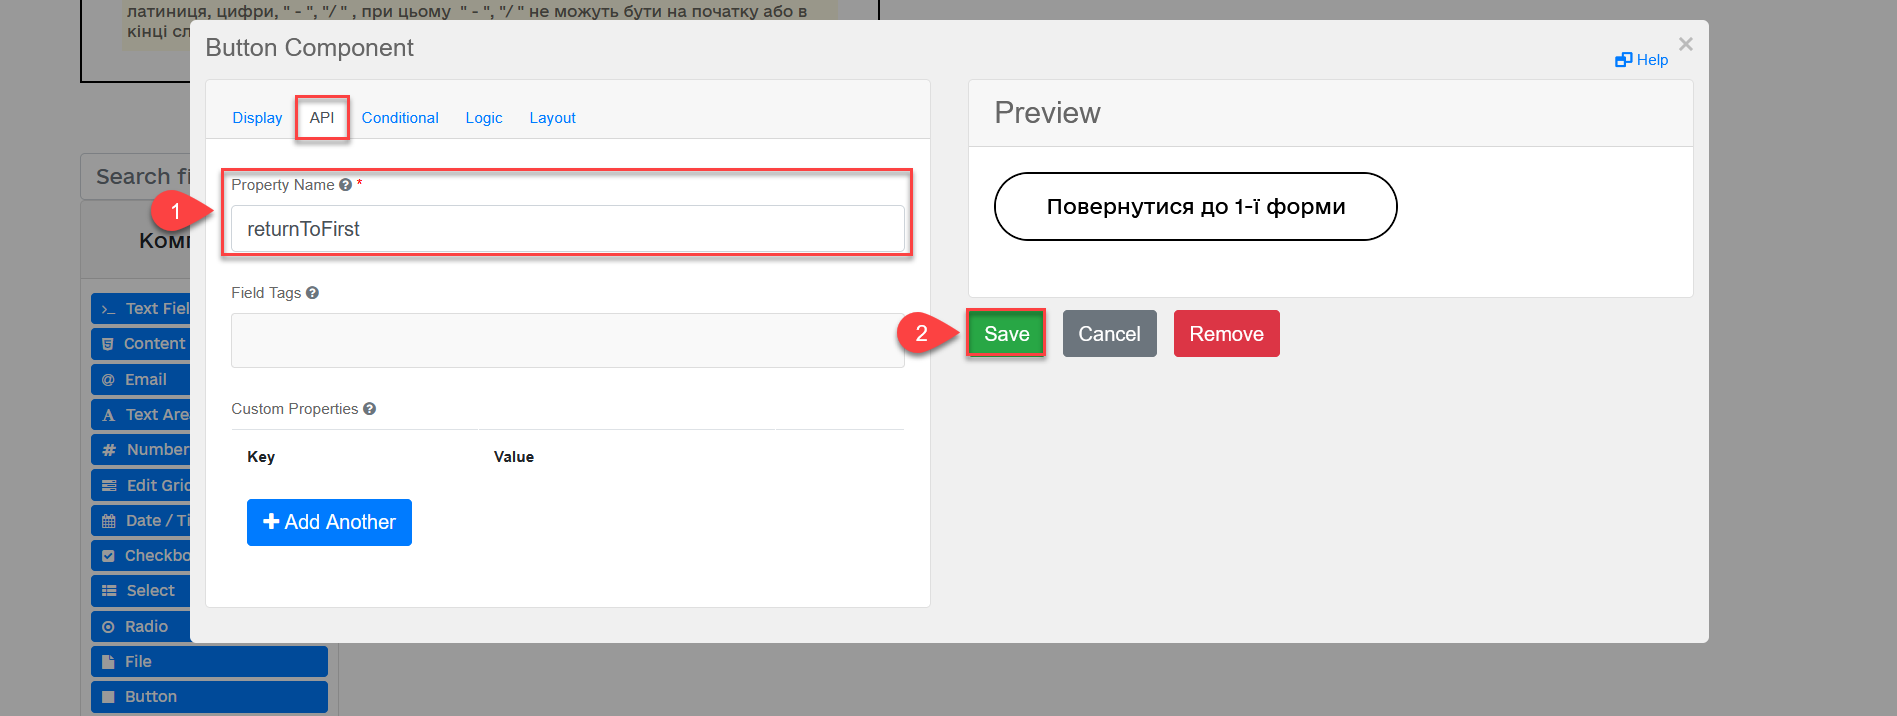 латиниця, цифри, " - ", "/ " , при цьому " - ", "/ " не можуть бути на початку або в
кінці сл
Button Component
×
Help
Display
API
Conditional
Logic
Layout
Property Name *
1
returnToFirst
Field Tags
Custom Properties
Key
Value
Add Another
Preview
Повернутися до 1-ї форми
2
Save
Cancel
Remove
Search fi
Комп
Text Fiel
Content
Email
Text Are
Number
Edit Grid
Date / Ti
Checkbo
Select
Radio
File
Button